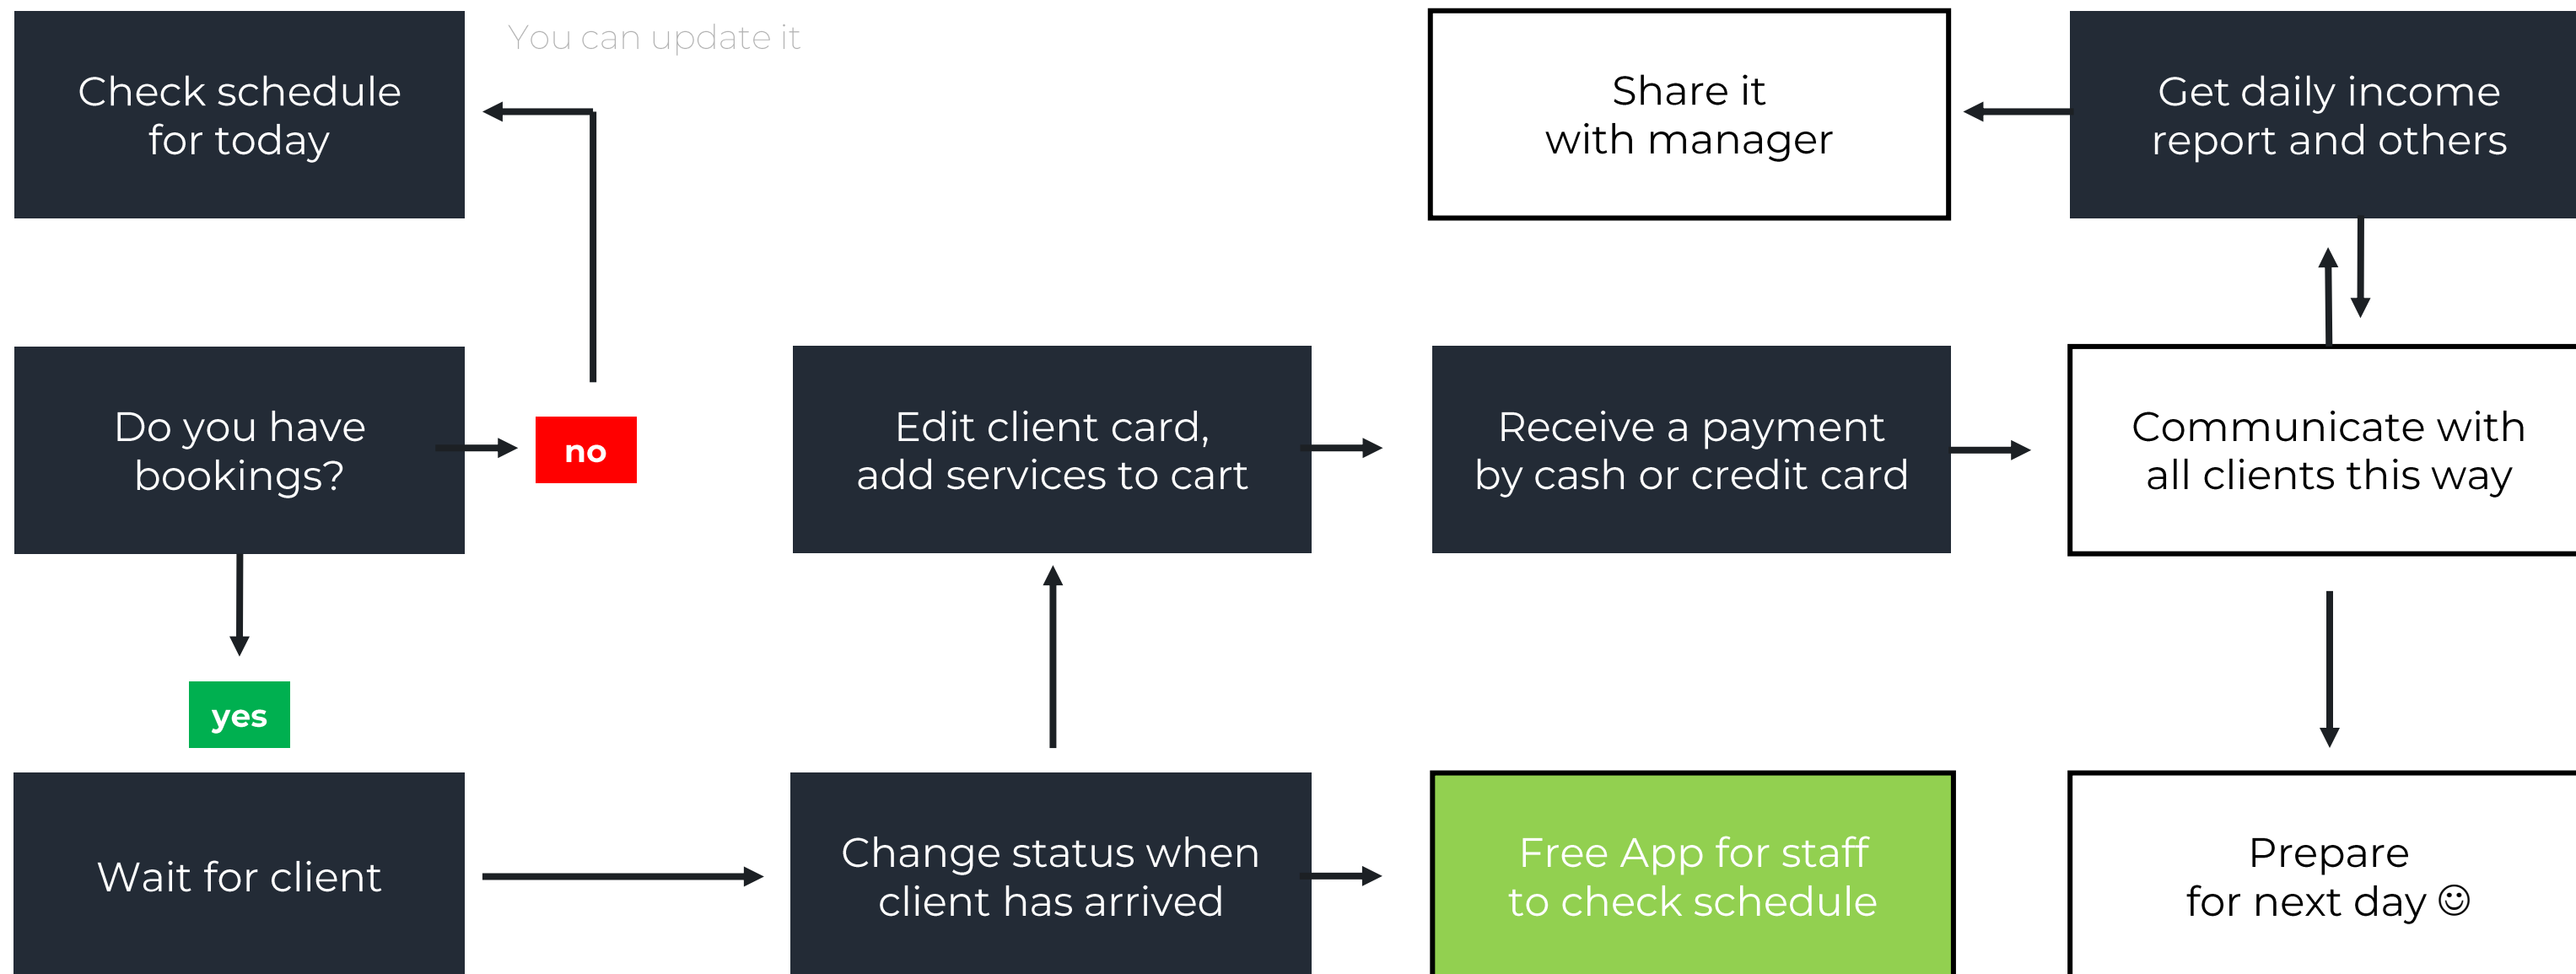 Check schedule
for today
You can update it
Share it
with manager
Get daily income
report and others
Do you have
bookings?
no
Edit client card,
add services to cart
Receive a payment
by cash or credit card
Communicate with
all clients this way
yes
Wait for client
Change status when
client has arrived
Free App for staff
to check schedule
Prepare
for next day ☺